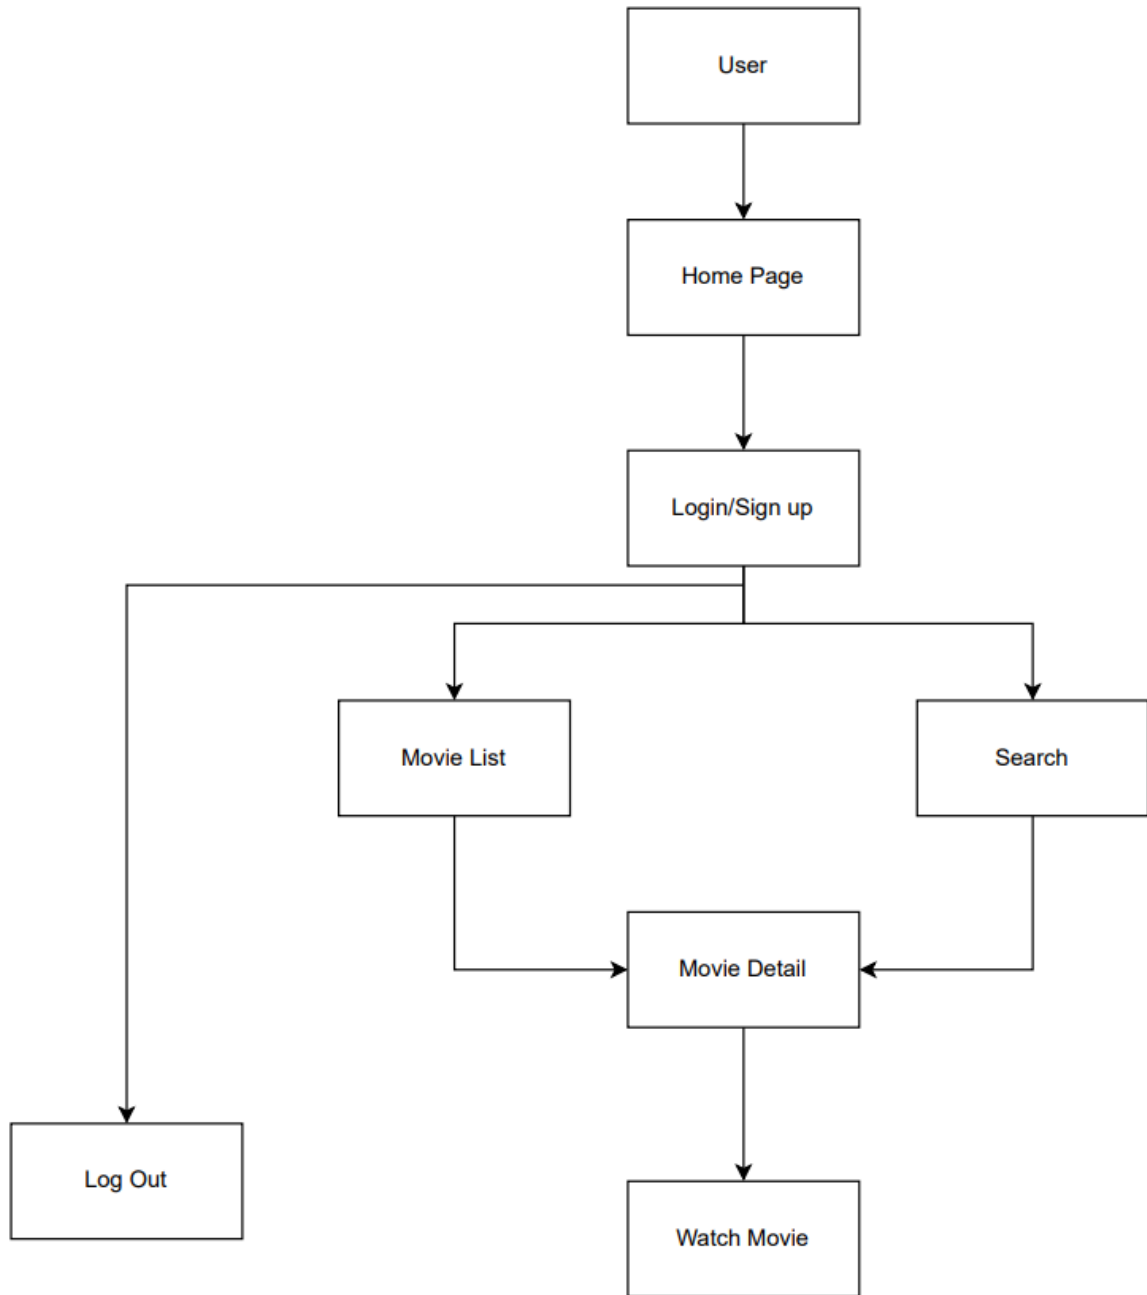 User
Home Page
Login/Sign up
Movie List
Search
Movie Detail
Log Out
Watch Movie